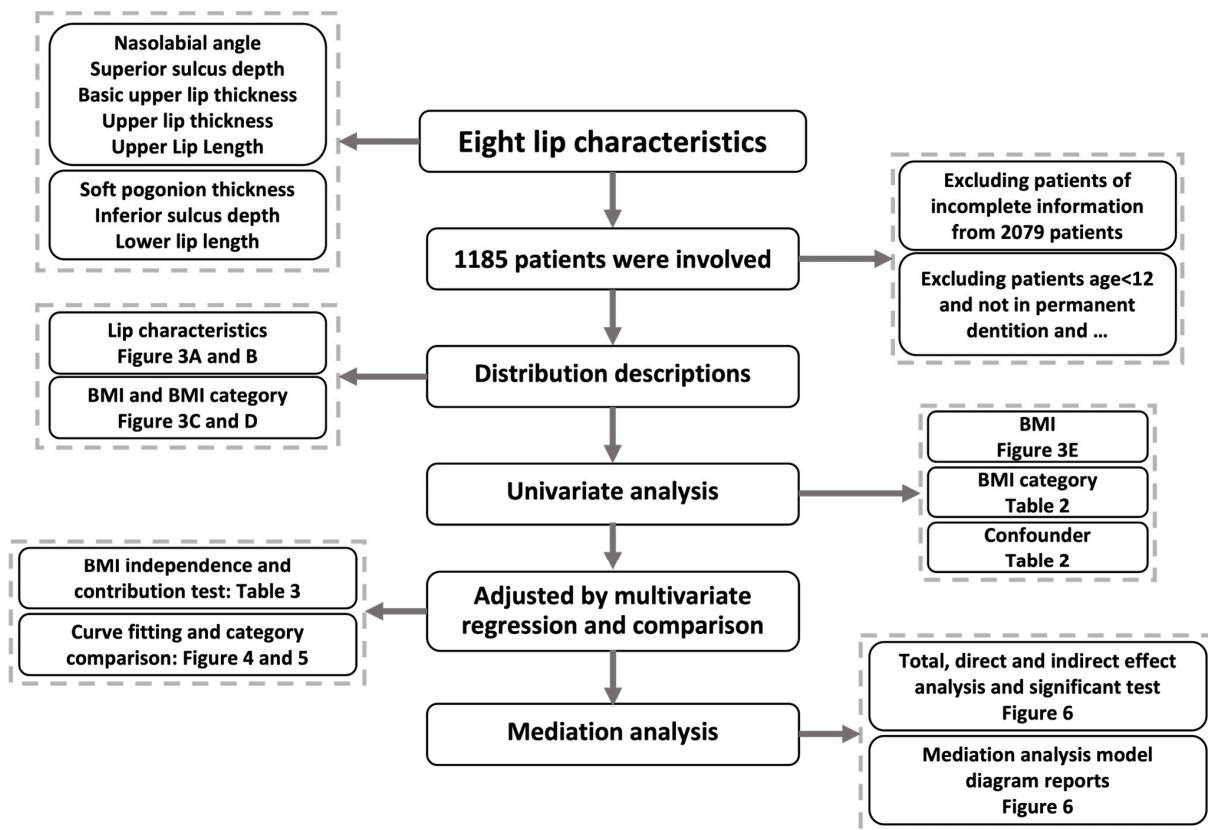 Eight lip characteristics
Nasolabial angle
Superior sulcus depth
Basic upper lip thickness
Upper lip thickness
Upper Lip Length
Soft pogonion thickness
Inferior sulcus depth
Lower lip length
1185 patients were involved
Excluding patients of
incomplete information
from 2079 patients
Excluding patients age<12
and not in permanent
dentition and ...
Distribution descriptions
Lip characteristics
Figure 3A and B
BMI and BMI category
Figure 3C and D
Univariate analysis
BMI
Figure 3E
BMI category
Table 2
Confounder
Table 2
Adjusted by multivariate
regression and comparison
BMI independence and
contribution test: Table 3
Curve fitting and category
comparison: Figure 4 and 5
Mediation analysis
Total, direct and indirect effect
analysis and significant test
Figure 6
Mediation analysis model
diagram reports
Figure 6